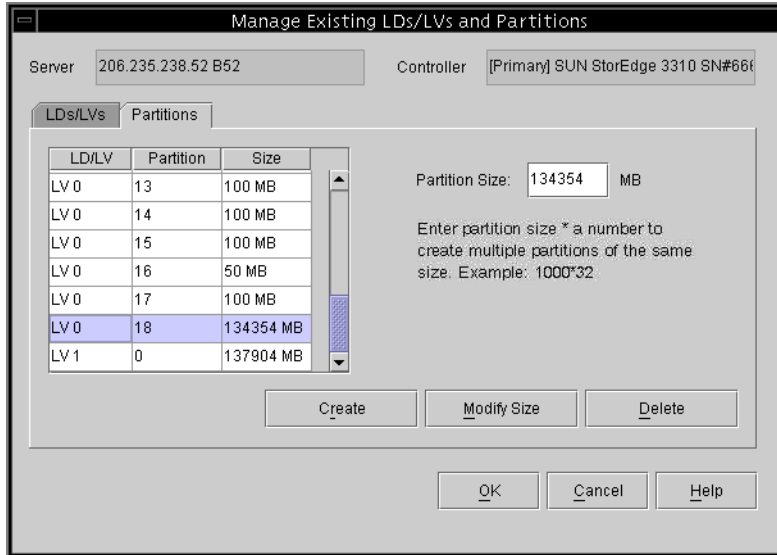 Manage Existing LDs/LVs and Partitions
Server 206.235.238.52 B52 Controller [Primary] SUN StorEdge 3310 SN#666
LDs/LVs Partitions
LD/LV Partition Size
LV 0 13 100 MB
LV 0 14 100 MB
LV 0 15 100 MB
LV 0 16 50 MB
LV 0 17 100 MB
LV 0 18 134354 MB
LV 1 0 137904 MB
Partition Size: 134354 MB
Enter partition size * a number to
create multiple partitions of the same
size. Example: 1000*32
Create Modify Size Delete
OK Cancel Help